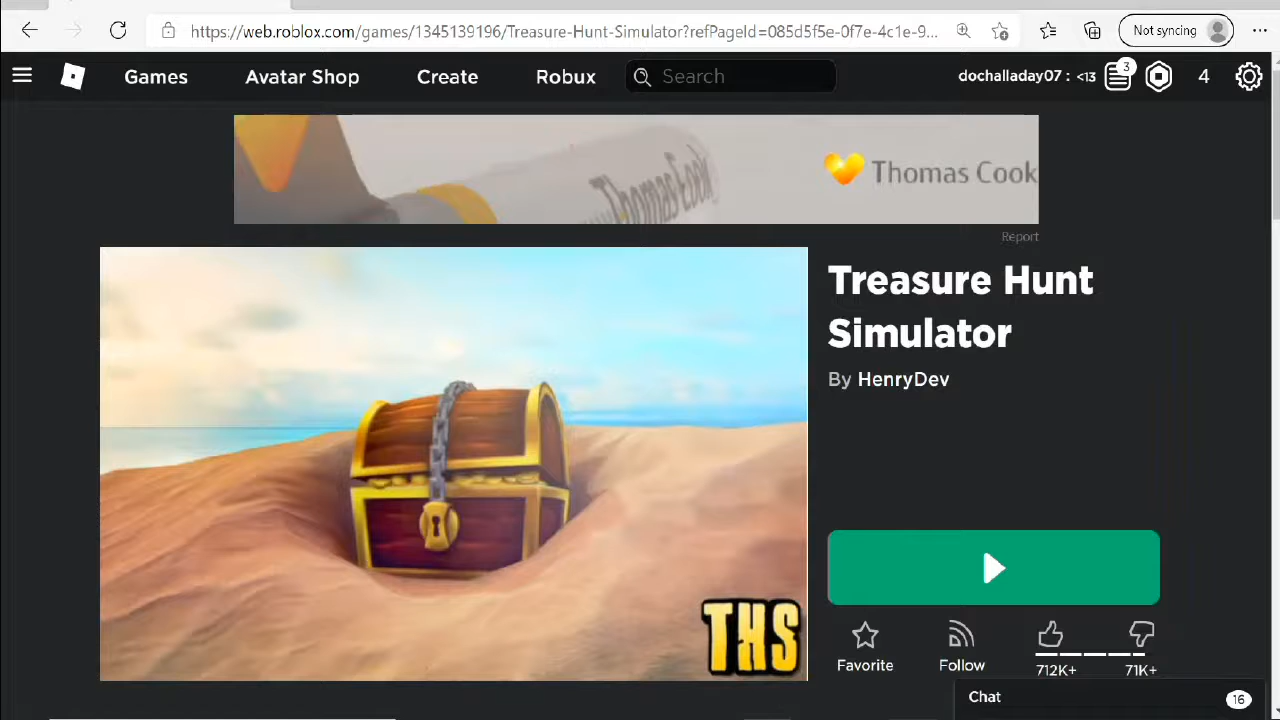 https://web.roblox.com/games/1345139196/Treasure-Hunt-Simulator?refPageId=085d5f5e-0f7e-4c1e-9...
Not syncing
Games
Avatar Shop
Create
Robux
Search
dochalladay07 : <13
3
4
Thomas Cook
Thomas Cook
Report
Treasure Hunt
Simulator
By HenryDev
THS
Favorite
Follow
712K+
71K+
Chat
16